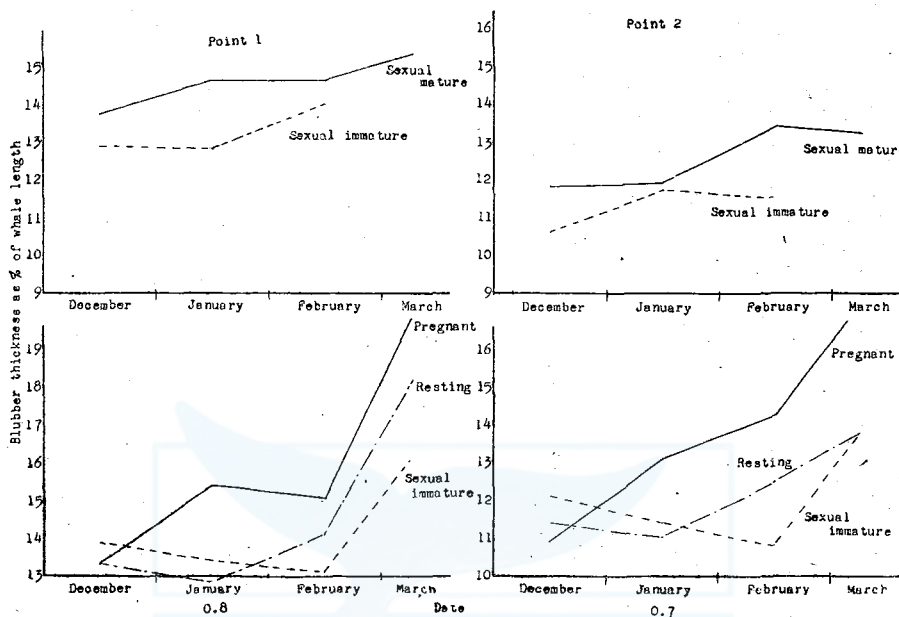 Point 1
15
14
13
12
11
10
9
Sexual
mature
Sexual immature
December January February March
Point 2
16
15
14
13
12
11
10
9
Sexual matur
Sexual immature
December January February March
Blubber thickness as % of whale length
19
18
17
16
15
14
13
Pregnant
Resting
Sexual
immature
December January February March
0.8
16
15
14
13
12
11
10
Pregnant
Resting
Sexual
immature
December January February March
0.7
Date